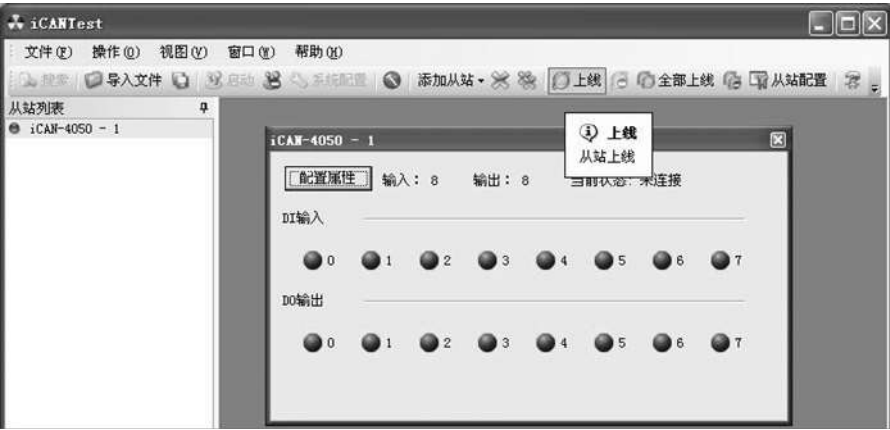 iCANTest
文件(F) 操作(O) 视图(V) 窗口(W) 帮助(H)
搜索 导入文件 启动 系统配置 添加从站 上线 全部上线 从站配置
从站列表
iCAN-4050 - 1
iCAN-4050 - 1
上线
从站上线
配置属性 输入: 8 输出: 8 当前状态: 未连接
DI输入
0 1 2 3 4 5 6 7
DO输出
0 1 2 3 4 5 6 7